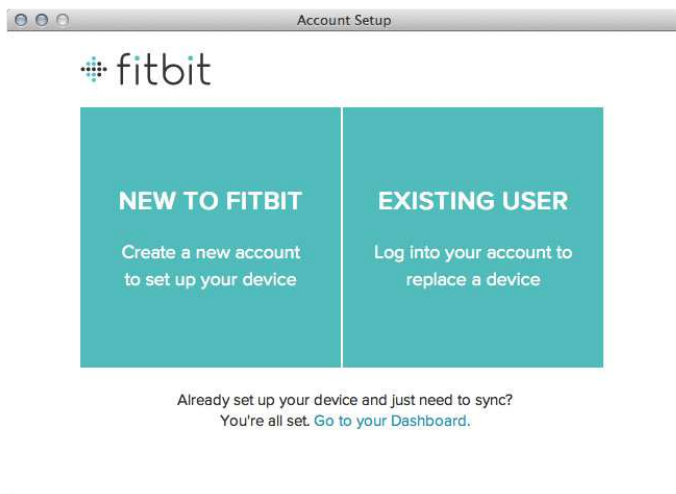 Account Setup
fitbit
NEW TO FITBIT
Create a new account
to set up your device
EXISTING USER
Log into your account to
replace a device
Already set up your device and just need to sync?
You're all set. Go to your Dashboard.